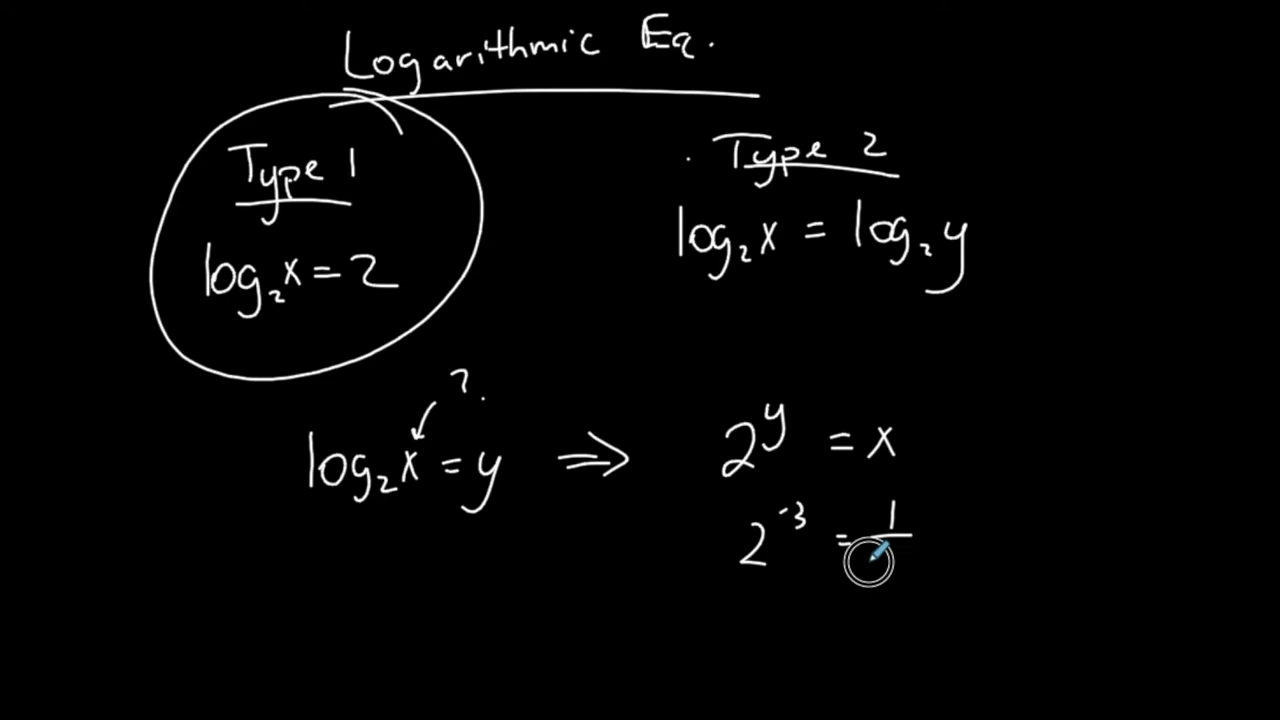 Logarithmic Eq.
Type 1
log₂x = 2
Type 2
log₂x = log₂y
?
log₂x = y ⇒ 2^y = x
2^-3 = 1/